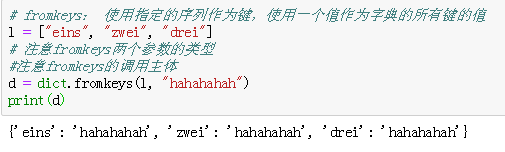 # fromkeys： 使用指定的序列作为键，使用一个值作为字典的所有键的值
l = ["eins", "zwei", "drei"]
# 注意fromkeys两个参数的类型
#注意fromkeys的调用主体
d = dict.fromkeys(l, "hahahahah")
print(d)
{'eins': 'hahahahah', 'zwei': 'hahahahah', 'drei': 'hahahahah'}